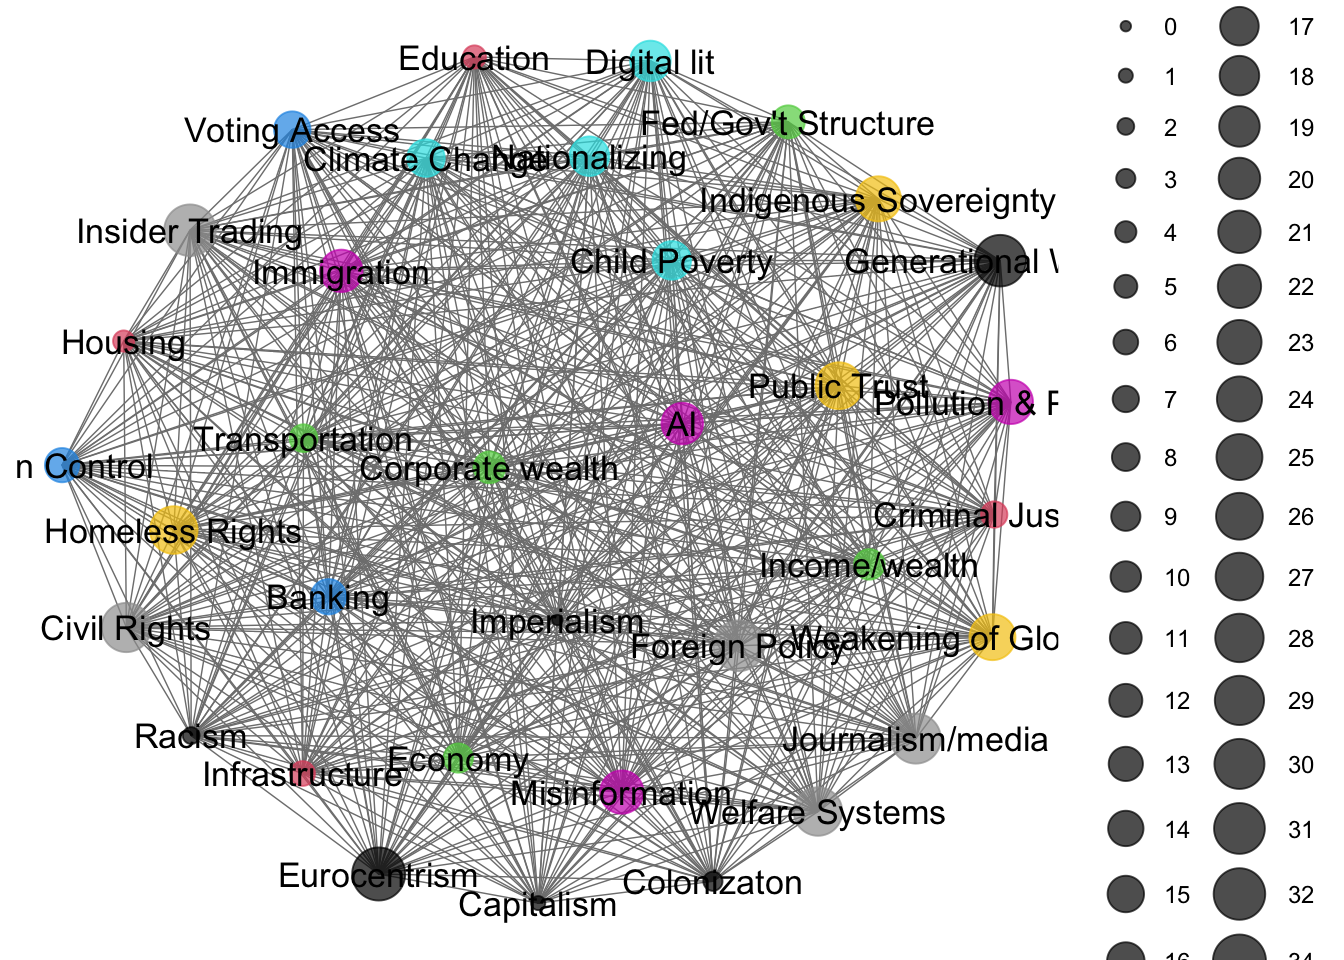 Education
Digital lit
Voting Access
Fed/Gov't Structure
Climate Change
Nationalizing
Indigenous Sovereignty
Insider Trading
Immigration
Child Poverty
Generational
Housing
Public Trust
Pollution & P
AI
Transportation
Corporate wealth
n Control
Criminal Jus
Homeless Rights
Income/wealth
Banking
Imperialism
Civil Rights
Foreign Policy
Weakening of Glo
Racism
Journalism/media
Infrastructure
Economy
Misinformation
Welfare Systems
Eurocentrism
Colonizaton
Capitalism
0 17
1 18
2 19
3 20
4 21
5 22
6 23
7 24
8 25
9 26
10 27
11 28
12 29
13 30
14 31
15 32
16 34